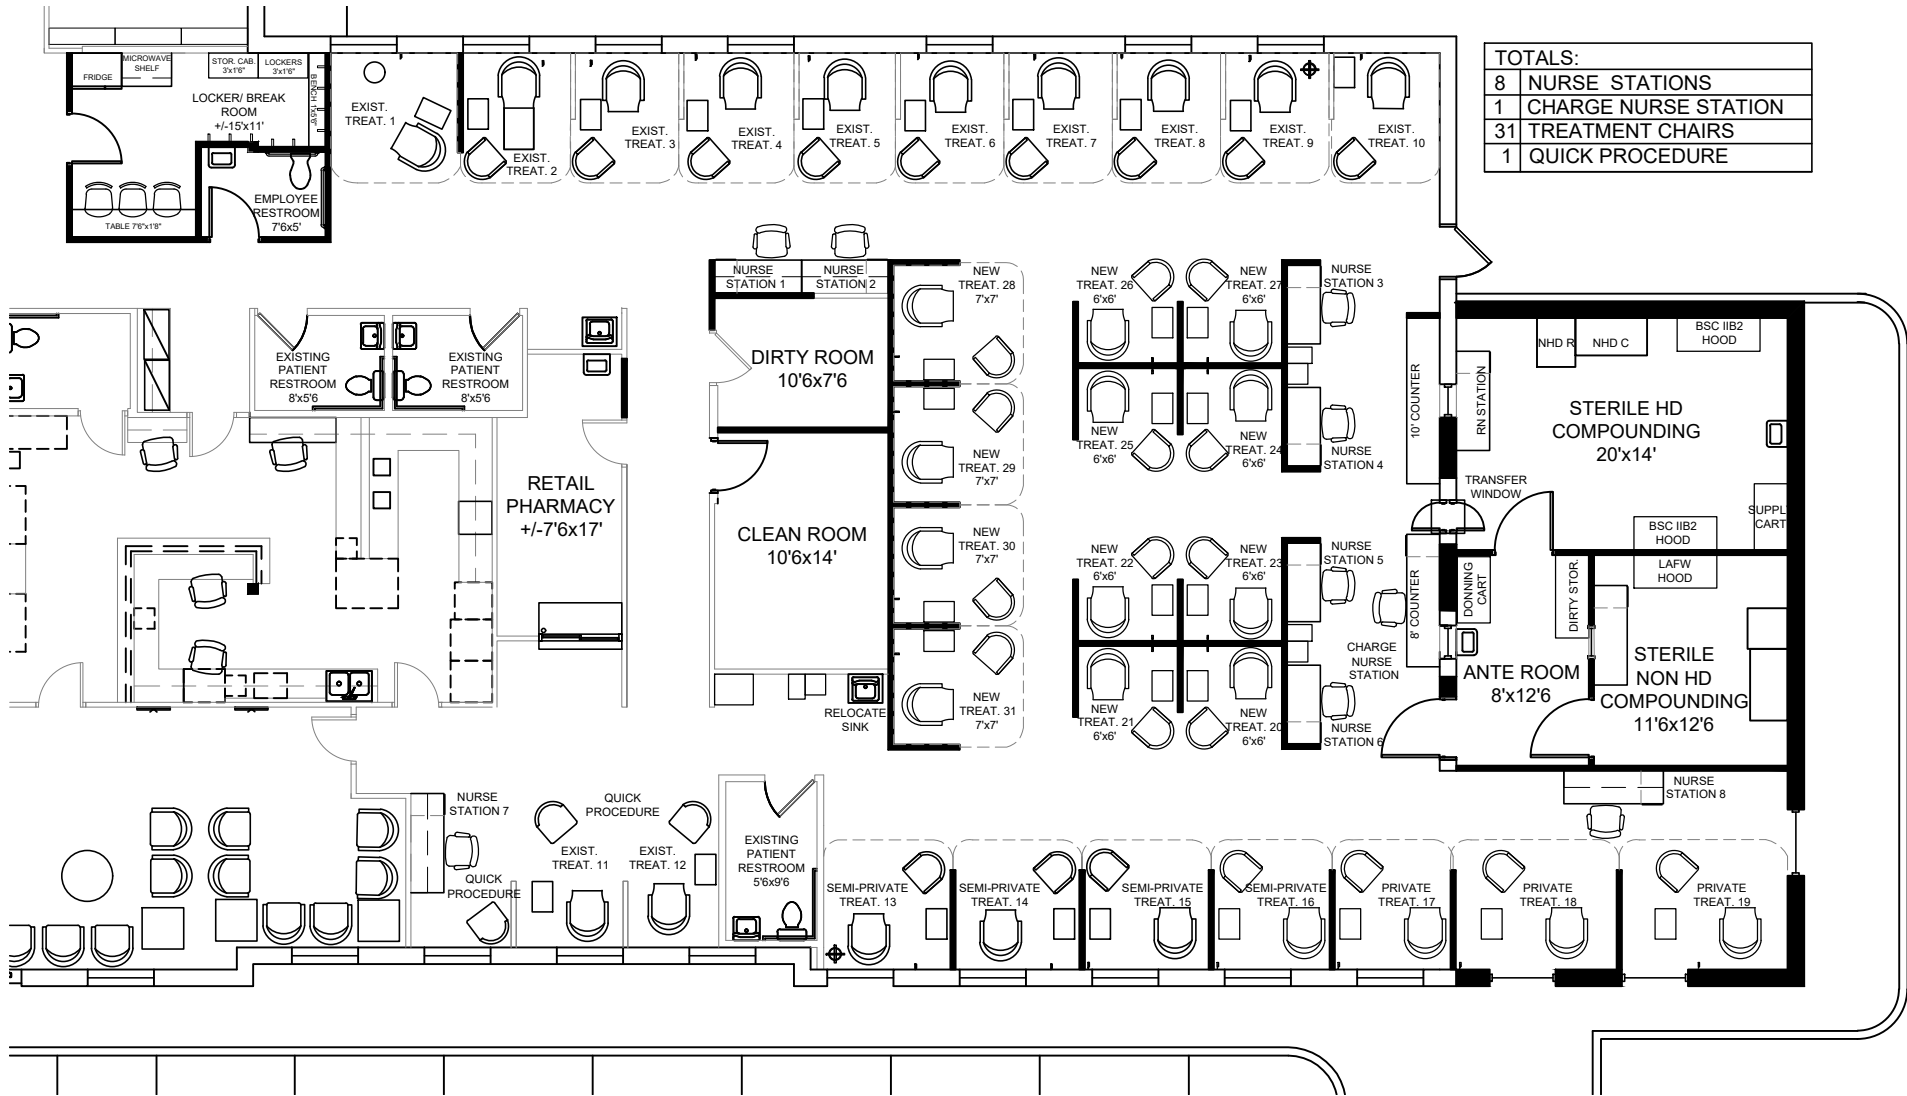 TOTALS:
8 NURSE STATIONS
1 CHARGE NURSE STATION
31 TREATMENT CHAIRS
1 QUICK PROCEDURE
FRIDGE
MICROWAVE
SHELF
STOR. CAB.
3'x1'6"
LOCKERS
3'x1'6"
BENCH 1'x5'6"
LOCKER/ BREAK
ROOM
+/-15'x11'
EMPLOYEE
RESTROOM
7'6x5'
TABLE 7'6"x1'8"
EXIST.
TREAT. 1
EXIST.
TREAT. 2
EXIST.
TREAT. 3
EXIST.
TREAT. 4
EXIST.
TREAT. 5
EXIST.
TREAT. 6
EXIST.
TREAT. 7
EXIST.
TREAT. 8
EXIST.
TREAT. 9
EXIST.
TREAT. 10
NURSE
STATION 1
NURSE
STATION 2
NEW
TREAT. 28
7'x7'
NEW
TREAT. 26
6'x6'
NEW
TREAT. 27
6'x6'
NURSE
STATION 3
EXISTING
PATIENT
RESTROOM
8'x5'6
EXISTING
PATIENT
RESTROOM
8'x5'6
DIRTY ROOM
10'6x7'6
10' COUNTER
RN STATION
NHD R
NHD C
BSC IIB2
HOOD
STERILE HD
COMPOUNDING
20'x14'
NEW
TREAT. 29
7'x7'
NEW
TREAT. 25
6'x6'
NEW
TREAT. 24
6'x6'
NURSE
STATION 4
RETAIL
PHARMACY
+/-7'6x17'
CLEAN ROOM
10'6x14'
TRANSFER
WINDOW
SUPPL
CART
BSC IIB2
HOOD
LAFW
HOOD
NEW
TREAT. 30
7'x7'
NEW
TREAT. 22
6'x6'
NEW
TREAT. 23
6'x6'
NURSE
STATION 5
8' COUNTER
DONNING
CART
DIRTY STOR.
CHARGE
NURSE
STATION
ANTE ROOM
8'x12'6
STERILE
NON HD
COMPOUNDING
11'6x12'6
RELOCATE
SINK
NEW
TREAT. 31
7'x7'
NEW
TREAT. 21
6'x6'
NEW
TREAT. 20
6'x6'
NURSE
STATION 6
NURSE
STATION 8
NURSE
STATION 7
QUICK
PROCEDURE
EXIST.
TREAT. 11
EXIST.
TREAT. 12
QUICK
PROCEDURE
EXISTING
PATIENT
RESTROOM
5'6x9'6
SEMI-PRIVATE
TREAT. 13
SEMI-PRIVATE
TREAT. 14
SEMI-PRIVATE
TREAT. 15
SEMI-PRIVATE
TREAT. 16
PRIVATE
TREAT. 17
PRIVATE
TREAT. 18
PRIVATE
TREAT. 19